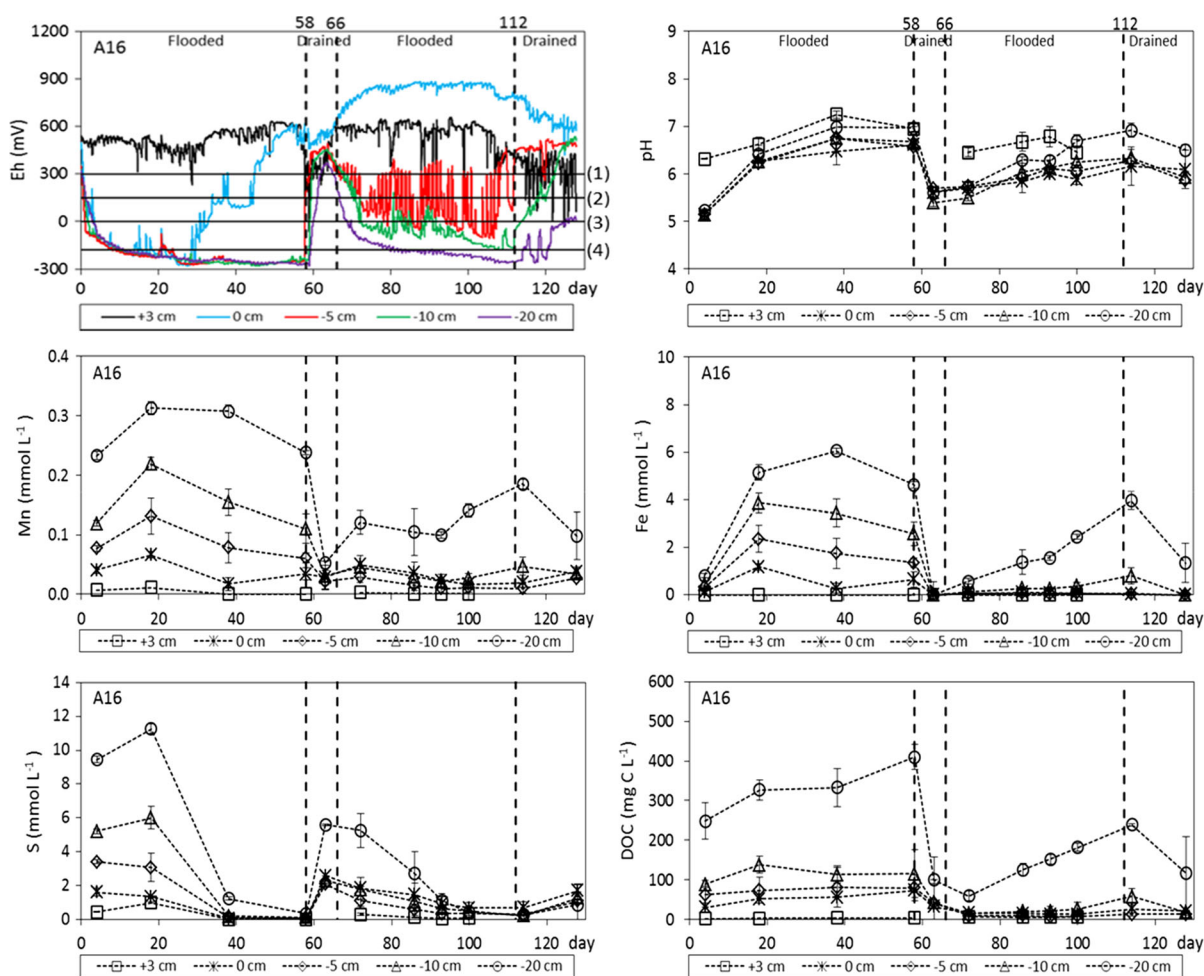 58 66 112
1200
A16 Flooded Drained Flooded Drained
900
600
300 (1)
(2)
0 (3)
(4)
-300
Eh (mV)
0 20 40 60 80 100 120 day
+3 cm 0 cm -5 cm -10 cm -20 cm
58 66 112
9
A16 Flooded Drained Flooded Drained
8
7
6
5
4
pH
0 20 40 60 80 100 120 day
+3 cm 0 cm -5 cm -10 cm -20 cm
0.4
A16
0.3
0.2
0.1
0.0
Mn (mmol L⁻¹)
0 20 40 60 80 100 120 day
+3 cm 0 cm -5 cm -10 cm -20 cm
10
A16
8
6
4
2
0
Fe (mmol L⁻¹)
0 20 40 60 80 100 120 day
+3 cm 0 cm -5 cm -10 cm -20 cm
14
A16
12
10
8
6
4
2
0
S (mmol L⁻¹)
0 20 40 60 80 100 120 day
+3 cm 0 cm -5 cm -10 cm -20 cm
600
A16
500
400
300
200
100
0
DOC (mg C L⁻¹)
0 20 40 60 80 100 120 day
+3 cm 0 cm -5 cm -10 cm -20 cm